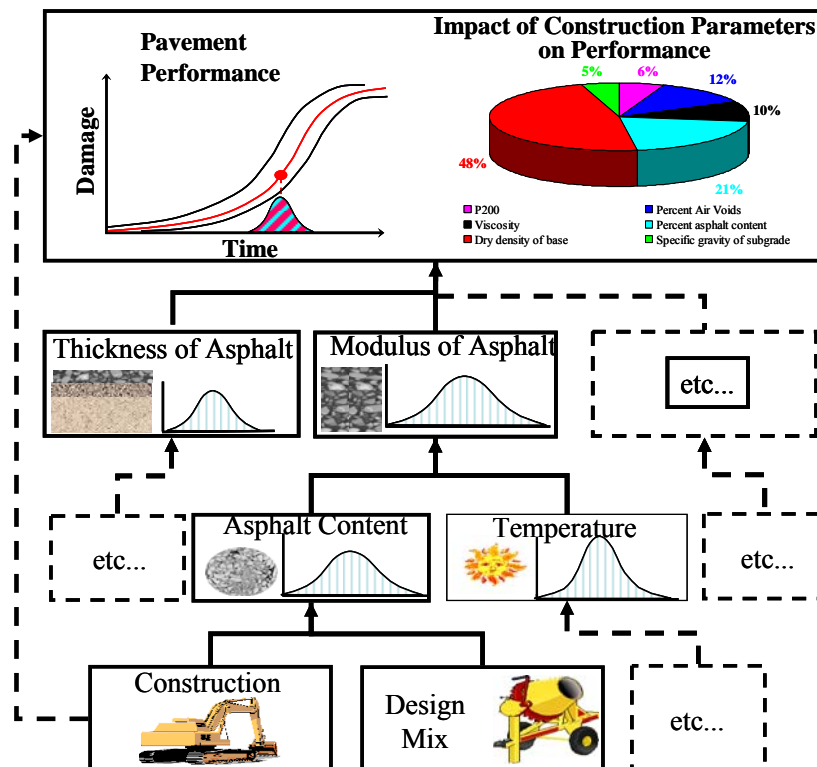 Pavement
Performance
Damage
Time
Impact of Construction Parameters
on Performance
5%
6%
12%
10%
48%
21%
P200
Percent Air Voids
Viscosity
Percent asphalt content
Dry density of base
Specific gravity of subgrade
Thickness of Asphalt
Modulus of Asphalt
etc...
etc...
Asphalt Content
Temperature
etc...
Construction
Design
Mix
etc...